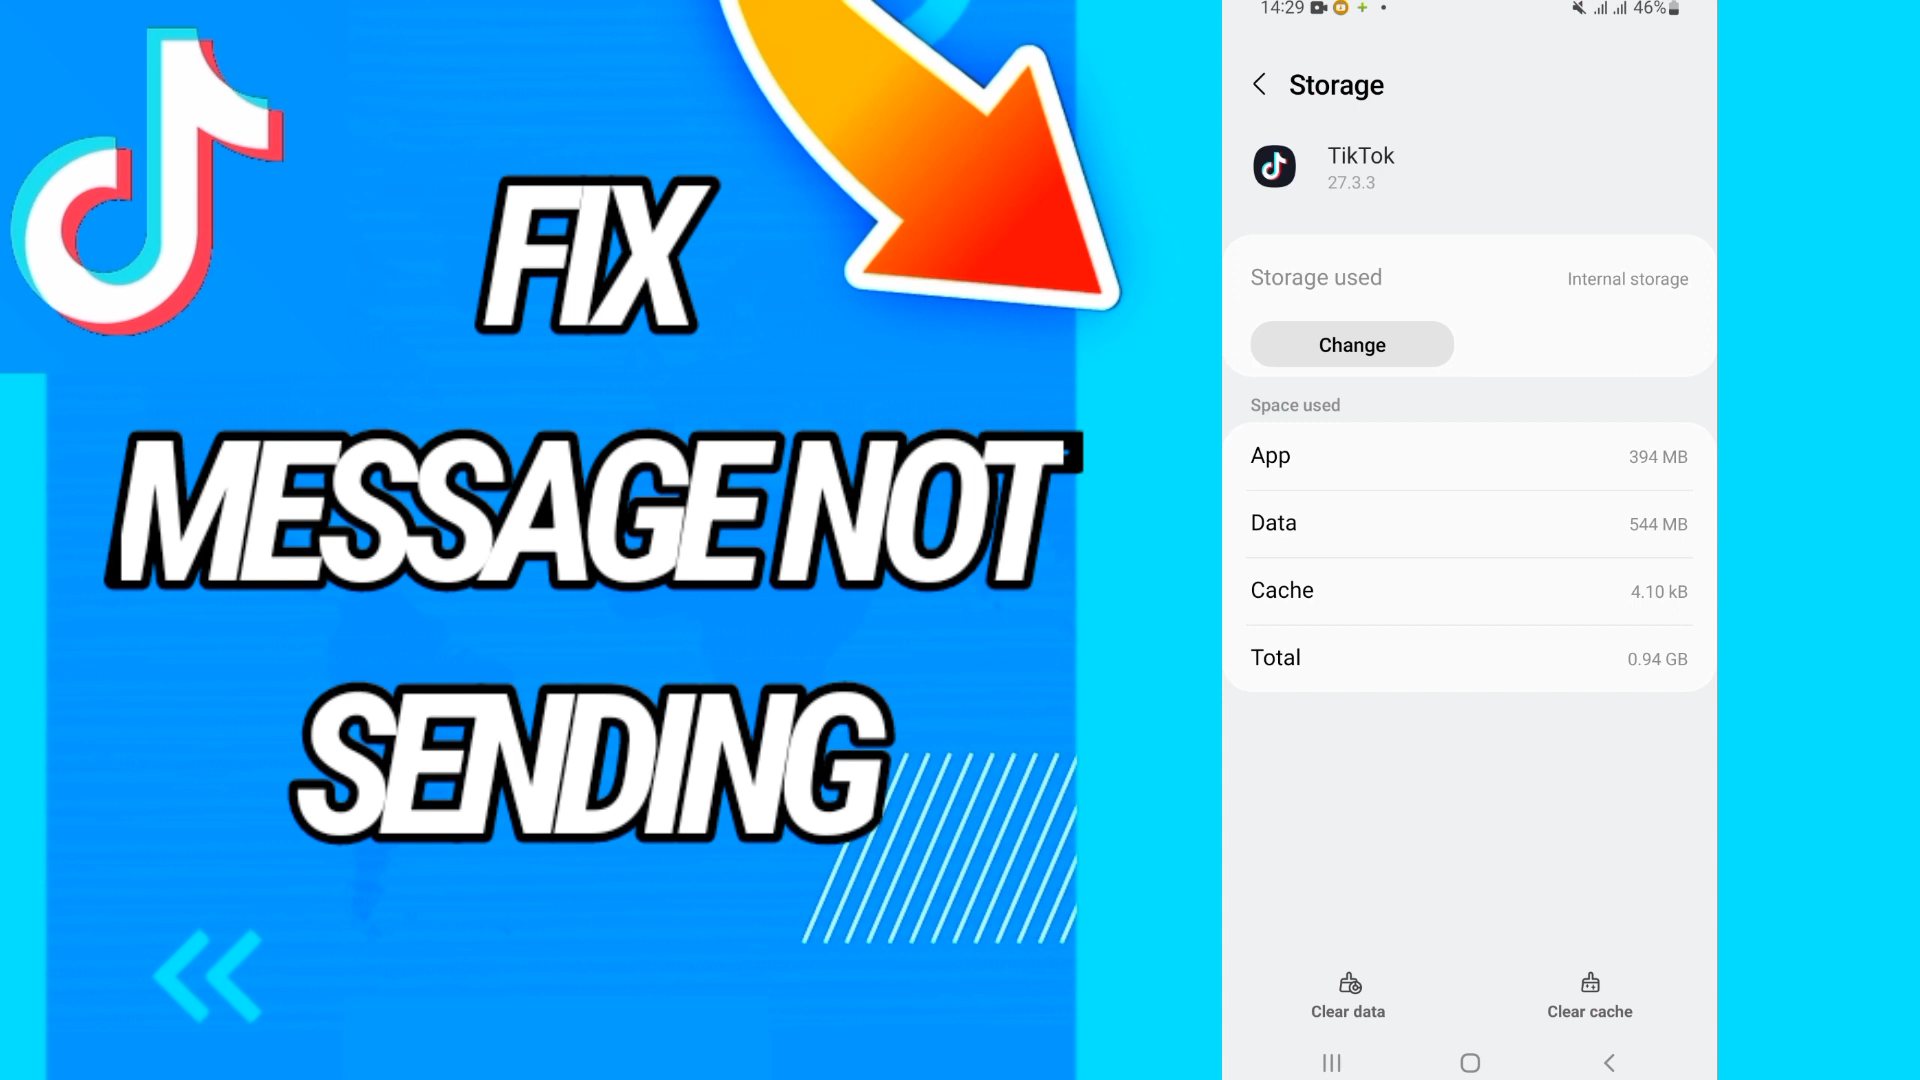 FIX
MESSAGE NOT
SENDING
14:29
46%
Storage
TikTok
27.3.3
Storage used
Internal storage
Change
Space used
App
394 MB
Data
544 MB
Cache
4.10 kB
Total
0.94 GB
Clear data
Clear cache